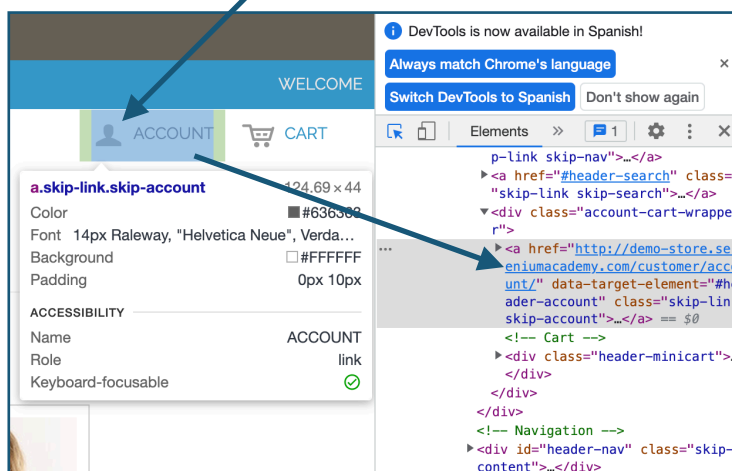 WELCOME
ACCOUNT
CART
a.skip-link.skip-account 124.69 × 44
Color #636363
Font 14px Raleway, "Helvetica Neue", Verda…
Background #FFFFFF
Padding 0px 10px
ACCESSIBILITY
Name ACCOUNT
Role link
Keyboard-focusable
DevTools is now available in Spanish!
Always match Chrome's language
Switch DevTools to Spanish Don't show again
Elements 1
p-link skip-nav">…</a>
<a href="#header-search" class=
"skip-link skip-search">…</a>
<div class="account-cart-wrappe
r">
<a href="http://demo-store.se
eniumacademy.com/customer/acco
unt/" data-target-element="#he
ader-account" class="skip-lin
skip-account">…</a> == $0
<!-- Cart -->
<div class="header-minicart">
</div>
</div>
</div>
<!-- Navigation -->
<div id="header-nav" class="skip-
content">…</div>